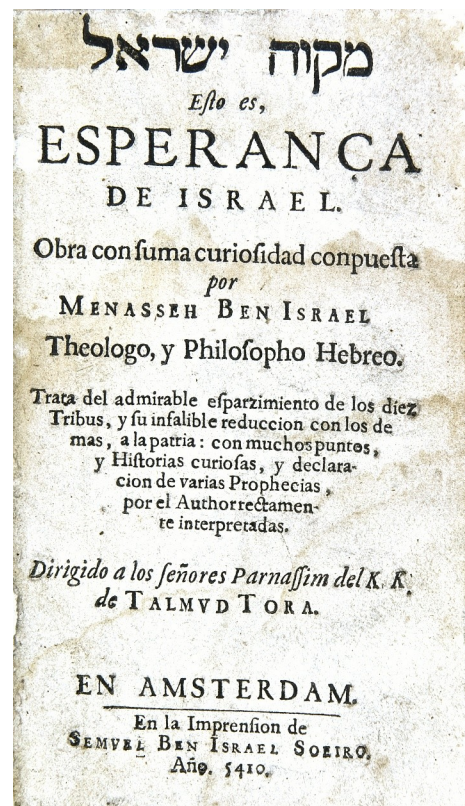 מקוה ישראל
Eſto es,
ESPERANÇA
DE ISRAEL.
Obra con ſuma curioſidad conpueſta
por
MENASSEH BEN ISRAEL
Theologo, y Philoſopho Hebreo.
Trata del admirable eſparzimiento de los diez
Tribus, y ſu infalible reduccion con los de
mas, a la patria: con muchos puntos,
y Hiſtorias curioſas, y declara-
cion de varias Prophecias,
por el Author rectamen-
te interpretadas.
Dirigido a los ſeñores Parnaſſim del K. K.
de TALMVD TORA.
EN AMSTERDAM.
En la Imprenſion de
SEMVEL BEN ISRAEL SOEIRO.
Año. 5410.